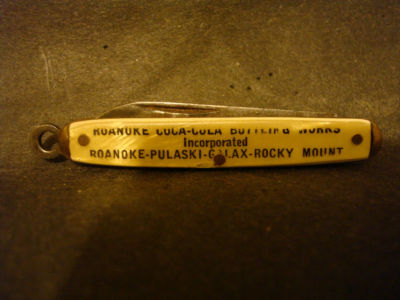 ROANOKE COCA-COLA BOTTLING WORKS
Incorporated
ROANOKE-PULASKI-GALAX-ROCKY MOUNT